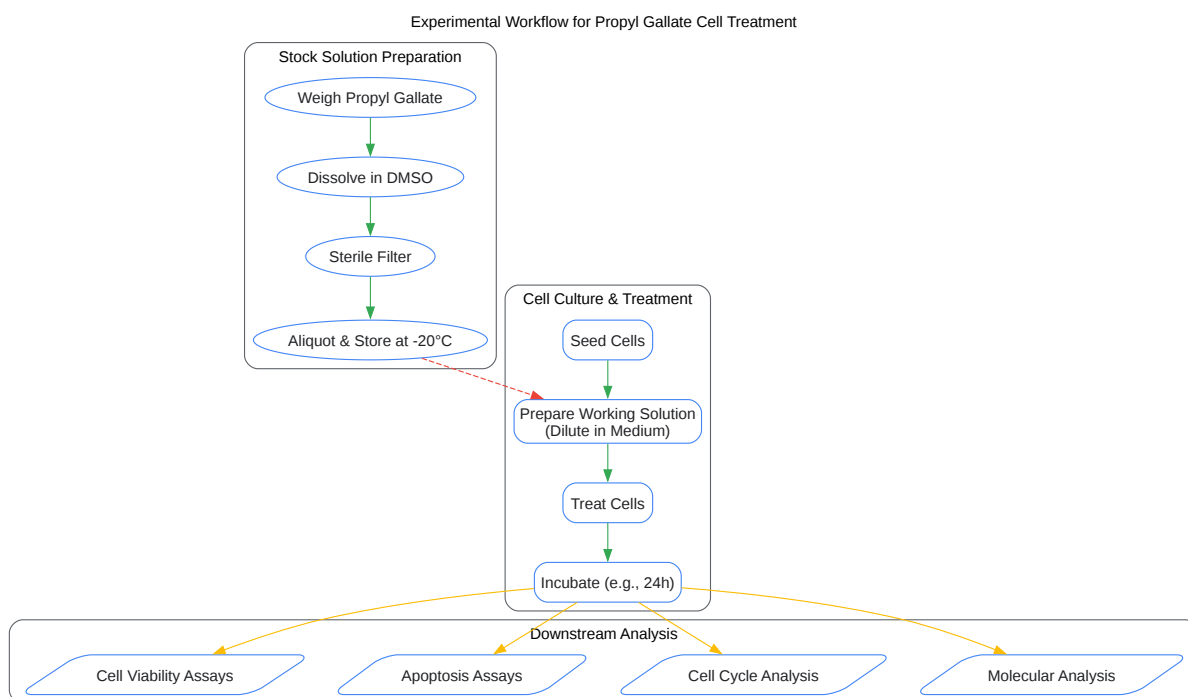 Experimental Workflow for Propyl Gallate Cell Treatment
Stock Solution Preparation
Weigh Propyl Gallate
Dissolve in DMSO
Sterile Filter
Aliquot & Store at -20°C
Cell Culture & Treatment
Seed Cells
Prepare Working Solution
(Dilute in Medium)
Treat Cells
Incubate (e.g., 24h)
Downstream Analysis
Cell Viability Assays
Apoptosis Assays
Cell Cycle Analysis
Molecular Analysis